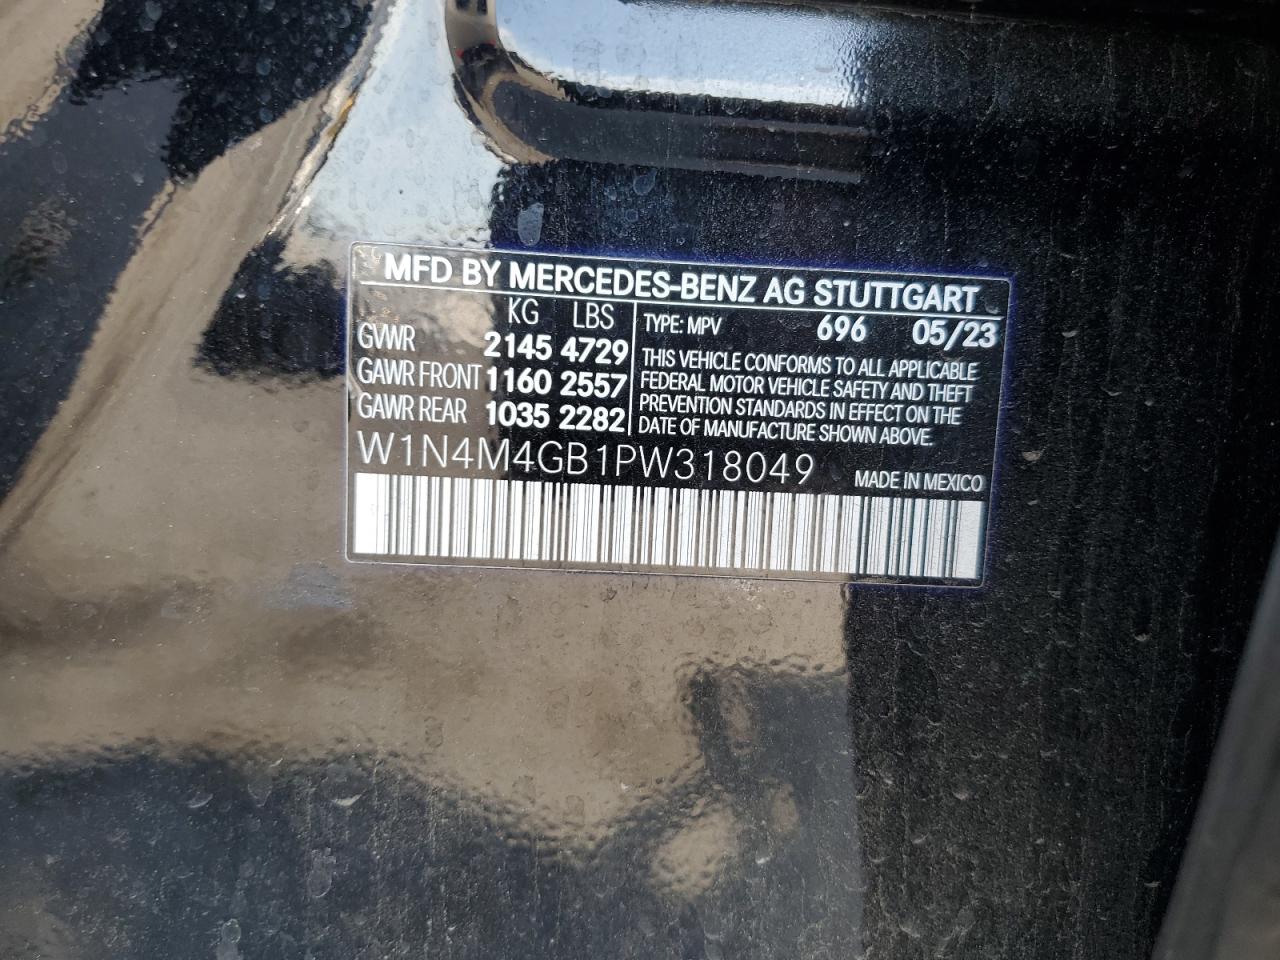 MFD BY MERCEDES-BENZ AG STUTTGART
KG LBS
GVWR 2145 4729
GAWR FRONT 1160 2557
GAWR REAR 1035 2282
TYPE: MPV 696 05/23
THIS VEHICLE CONFORMS TO ALL APPLICABLE
FEDERAL MOTOR VEHICLE SAFETY AND THEFT
PREVENTION STANDARDS IN EFFECT ON THE
DATE OF MANUFACTURE SHOWN ABOVE.
W1N4M4GB1PW318049
MADE IN MEXICO